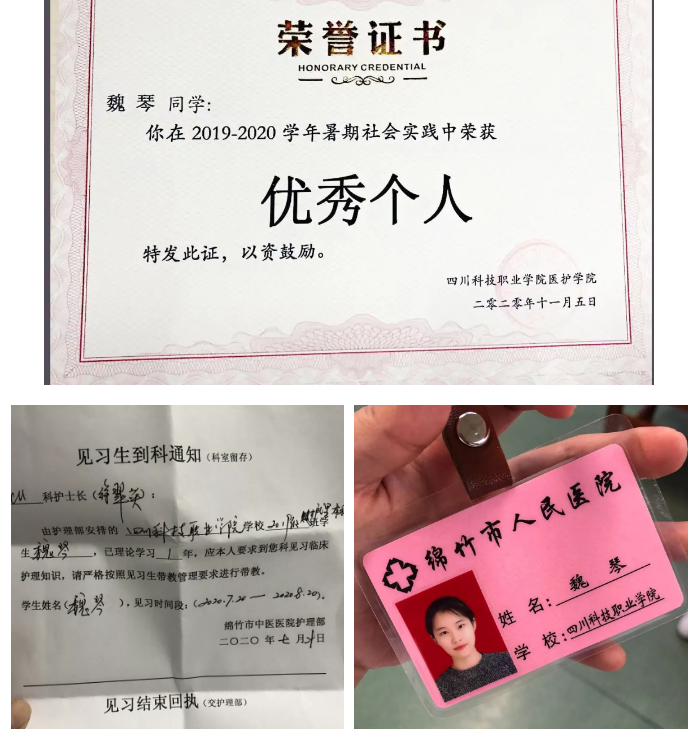 荣誉证书
HONORARY CREDENTIAL
魏 琴 同学:
你在 2019-2020 学年暑期社会实践中荣获
优秀个人
特发此证，以资鼓励。
四川科技职业学院医护学院
二零二零年十一月五日
见习生到科通知（科室留存）
科护士长（翠英）:
由护理部安排的 四川科技职业学院学校 2019级 班学
生 魏琴 ，已理论学习 1 年，应本人要求到您科见习临床
护理知识，请严格按照见习生带教管理要求进行带教。
学生姓名（魏琴），见习时间段:（2020.7.20 — 2020.8.20）。
绵竹市中医医院护理部
二〇二〇 年 七 月 日
见习结束回执（交护理部）
绵竹市人民医院
姓 名: 魏 琴
学 校: 四川科技职业学院